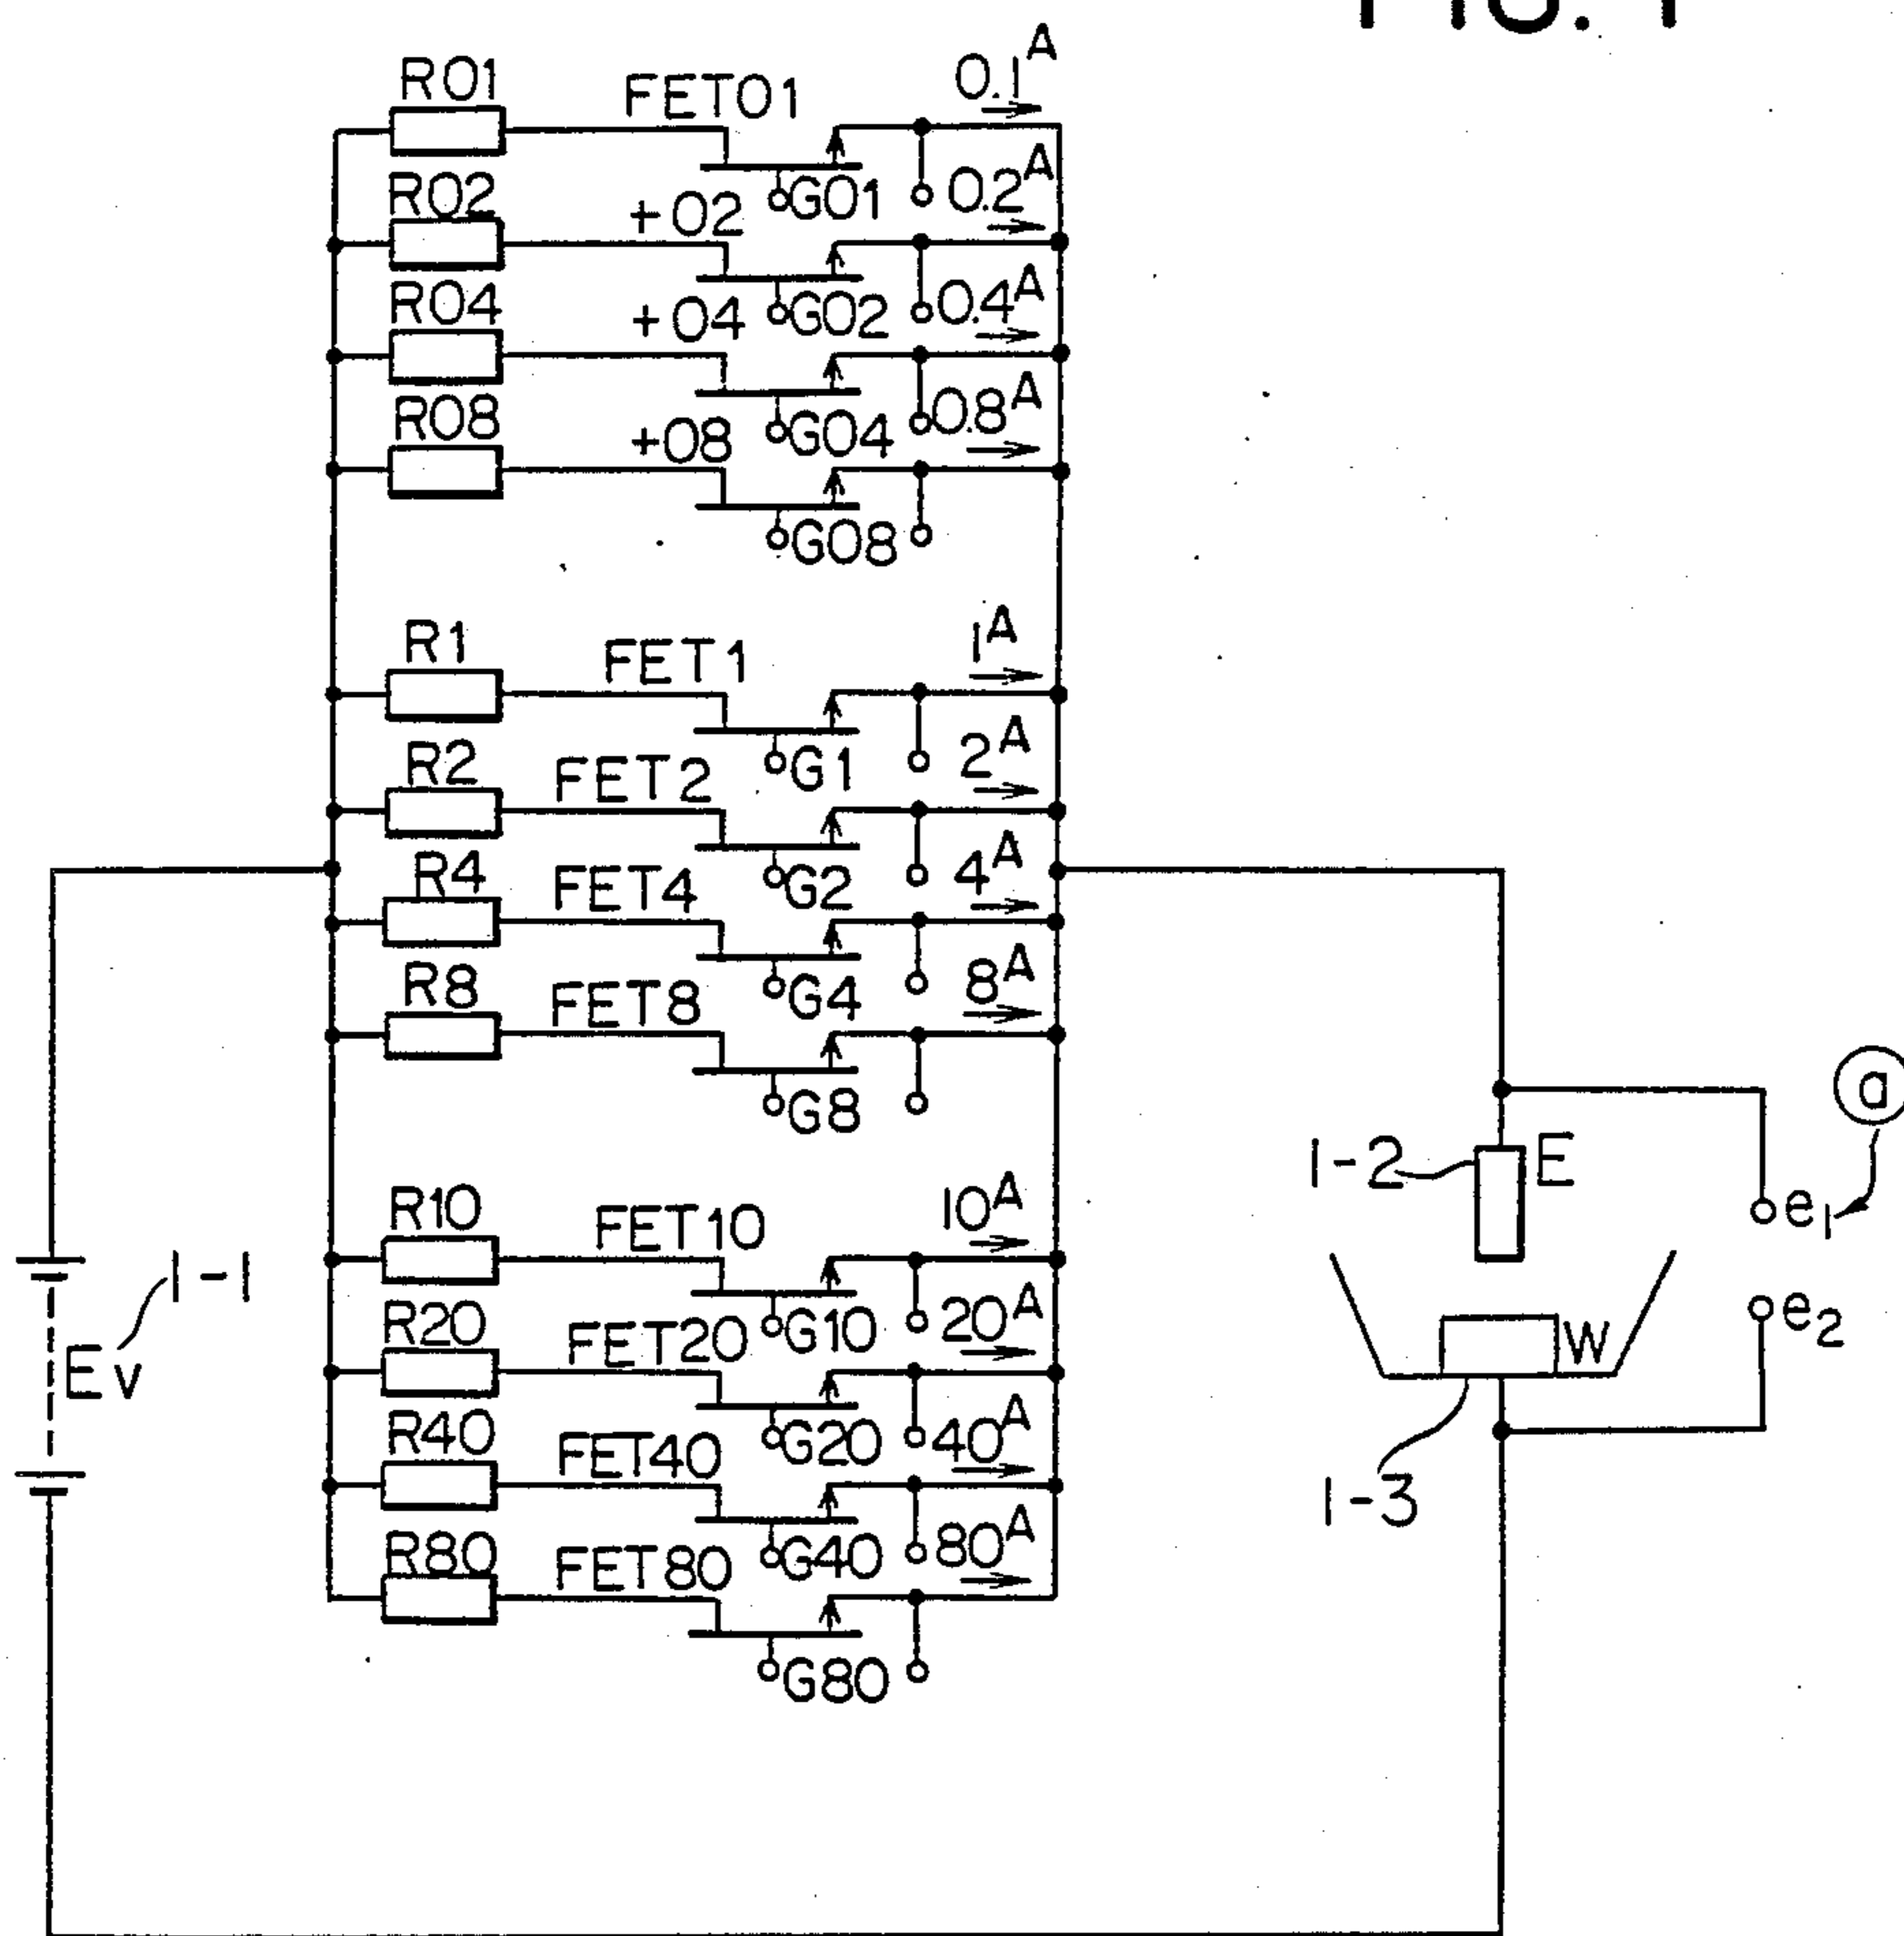 R01 FET01 0.1A
G01
R02 +02 0.2A
G02
R04 +04 0.4A
G04
R08 +08 0.8A
G08
R1 FET1 1A
G1
R2 FET2 2A
G2
R4 FET4 4A
G4
R8 FET8 8A
G8
R10 FET10 10A
G10
R20 FET20 20A
G20
R40 FET40 40A
G40
R80 FET80 80A
G80
1-1
Ev
a
1-2 E
e1
e2
W
1-3